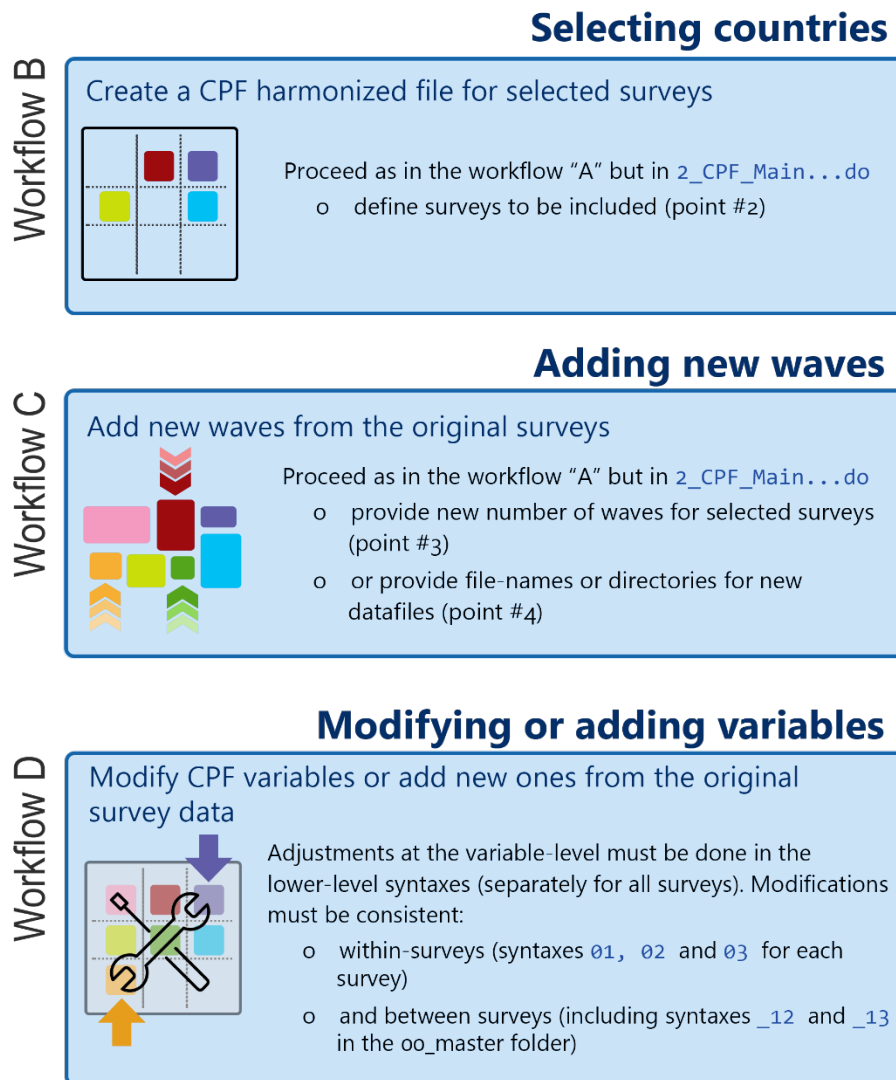 Selecting countries
Workflow B
Create a CPF harmonized file for selected surveys
Proceed as in the workflow “A” but in 2_CPF_Main...do
o define surveys to be included (point #2)
Adding new waves
Workflow C
Add new waves from the original surveys
Proceed as in the workflow “A” but in 2_CPF_Main...do
o provide new number of waves for selected surveys
(point #3)
o or provide file-names or directories for new
datafiles (point #4)
Modifying or adding variables
Workflow D
Modify CPF variables or add new ones from the original
survey data
Adjustments at the variable-level must be done in the
lower-level syntaxes (separately for all surveys). Modifications
must be consistent:
o within-surveys (syntaxes 01, 02 and 03 for each
survey)
o and between surveys (including syntaxes _12 and _13
in the 00_master folder)